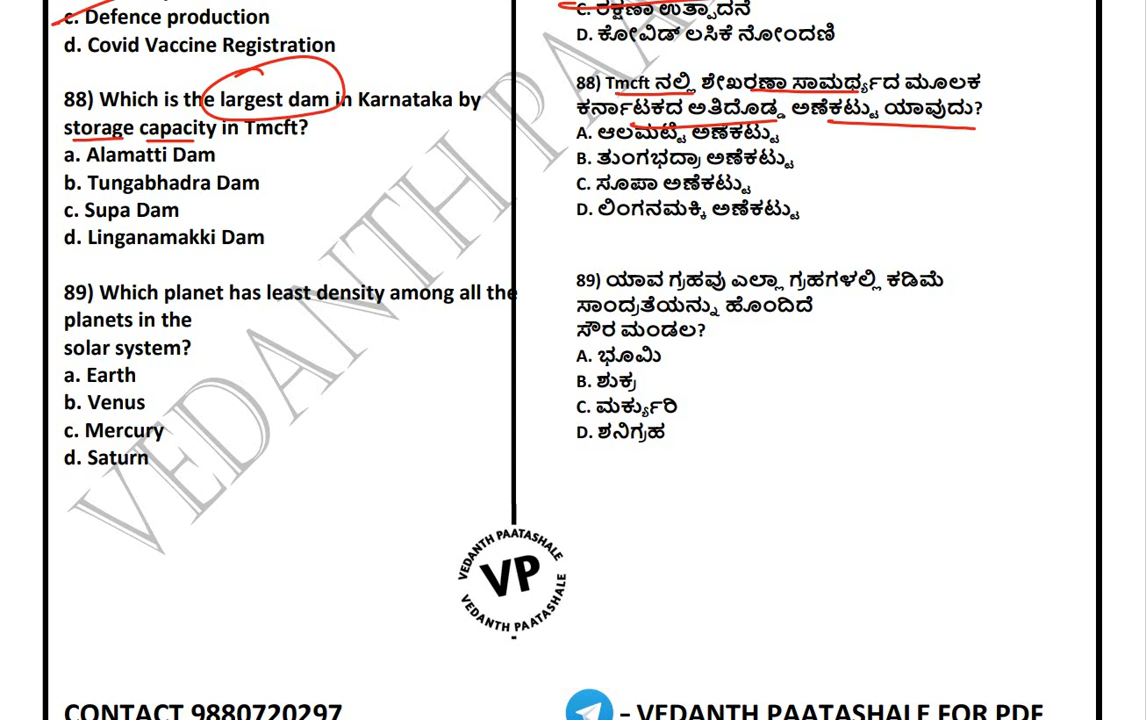 c. Defence production
d. Covid Vaccine Registration
88) Which is the largest dam in Karnataka by
storage capacity in Tmcft?
a. Alamatti Dam
b. Tungabhadra Dam
c. Supa Dam
d. Linganamakki Dam
89) Which planet has least density among all the
planets in the
solar system?
a. Earth
b. Venus
c. Mercury
d. Saturn
C. ರಕ್ಷಣಾ ಉತ್ಪಾದನೆ
D. ಕೋವಿಡ್ ಲಸಿಕೆ ನೋಂದಣಿ
88) Tmcft ನಲ್ಲಿ ಶೇಖರಣಾ ಸಾಮರ್ಥ್ಯದ ಮೂಲಕ
ಕರ್ನಾಟಕದ ಅತಿದೊಡ್ಡ ಅಣೆಕಟ್ಟು ಯಾವುದು?
A. ಆಲಮಟ್ಟಿ ಅಣೆಕಟ್ಟು
B. ತುಂಗಭದ್ರಾ ಅಣೆಕಟ್ಟು
C. ಸೂಪಾ ಅಣೆಕಟ್ಟು
D. ಲಿಂಗನಮಕ್ಕಿ ಅಣೆಕಟ್ಟು
89) ಯಾವ ಗ್ರಹವು ಎಲ್ಲಾ ಗ್ರಹಗಳಲ್ಲಿ ಕಡಿಮೆ
ಸಾಂದ್ರತೆಯನ್ನು ಹೊಂದಿದೆ
ಸೌರ ಮಂಡಲ?
A. ಭೂಮಿ
B. ಶುಕ್ರ
C. ಮರ್ಕ್ಯುರಿ
D. ಶನಿಗ್ರಹ
VEDANTH PAATASHALE
VP
VEDANTH PAATASHALE
CONTACT 9880720297
– VEDANTH PAATASHALE FOR PDF
VEDANTH PA